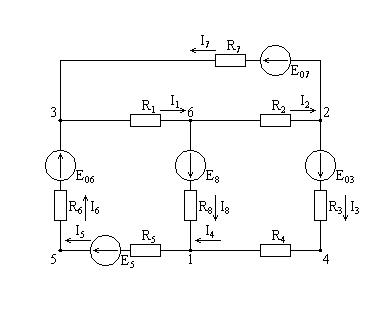 I7 R7
E07
3 R1 I1 6 R2 I2 2
E06 E8 E03
R6 I6 R8 I8 R3 I3
I5 R5 I4 R4
5 E5 1 4